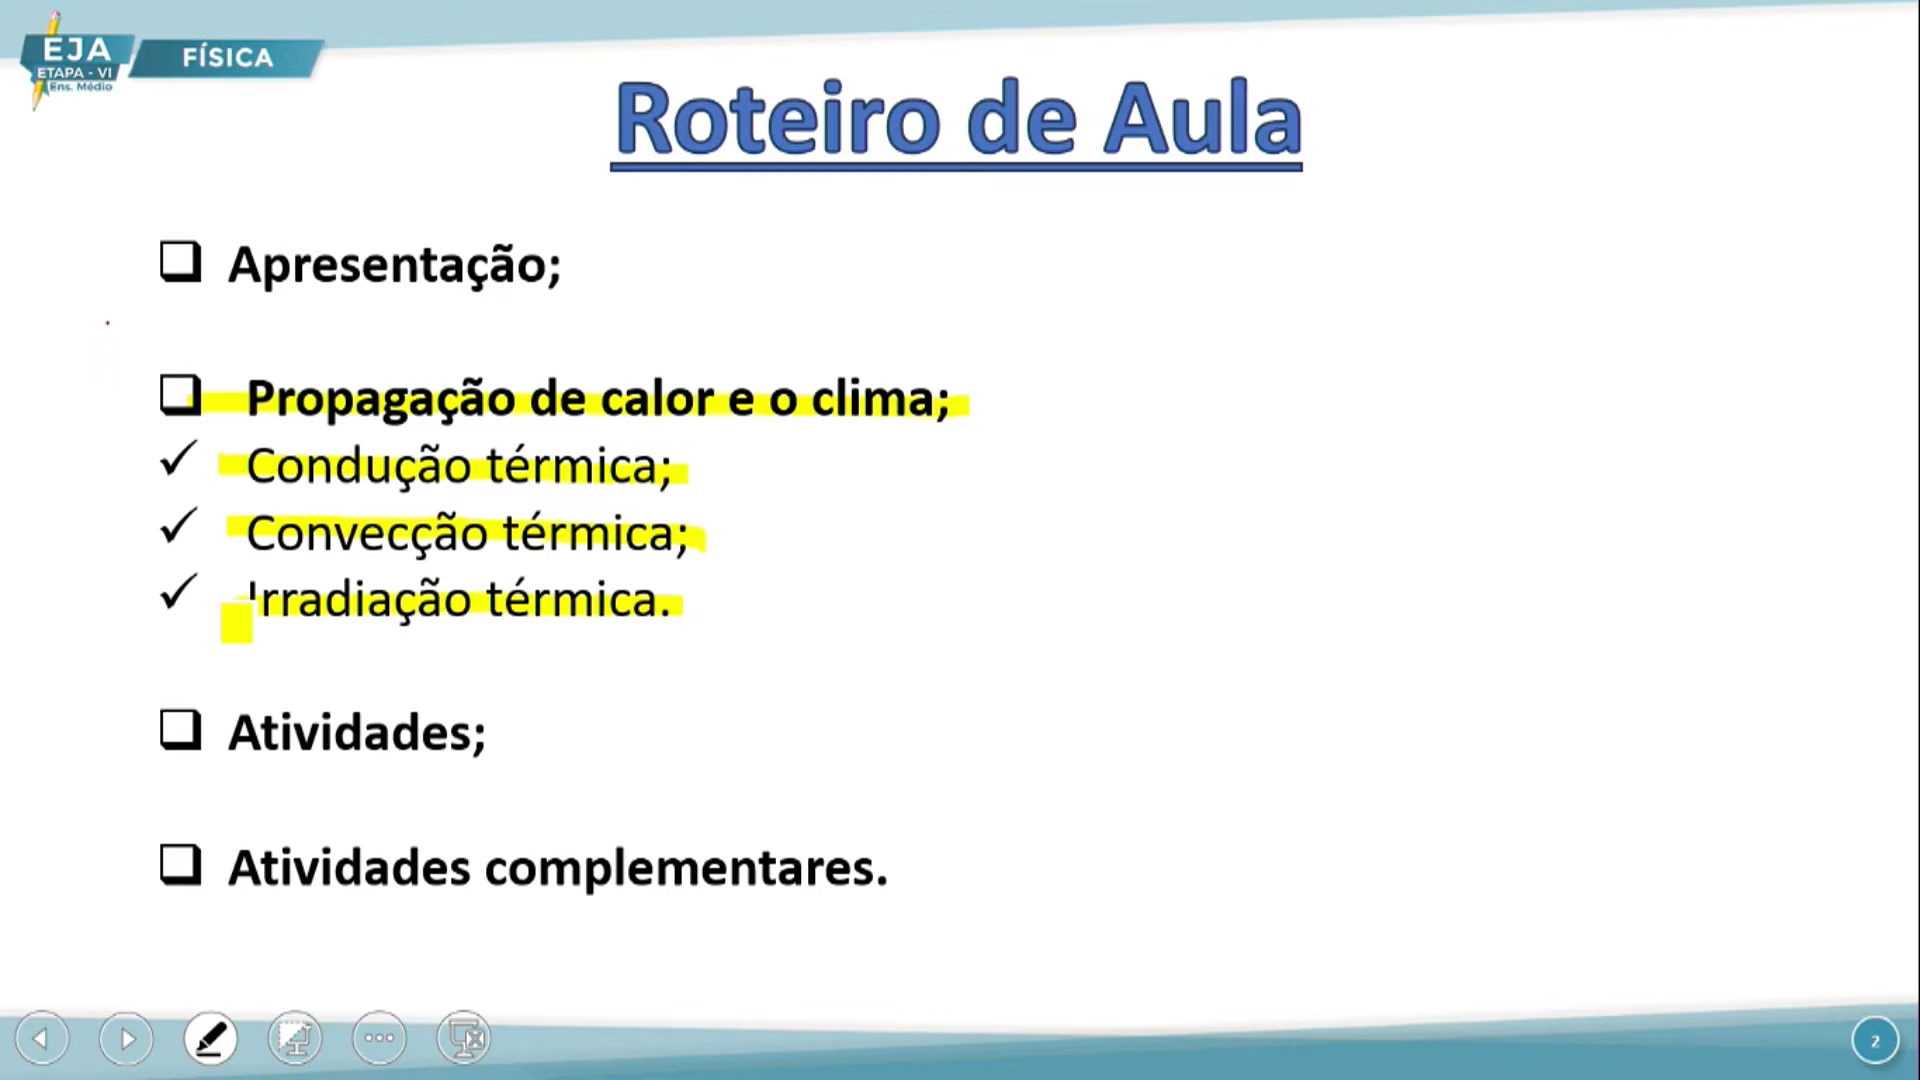 EJA
ETAPA - VI
Ens. Médio
FÍSICA
Roteiro de Aula
Apresentação;
Propagação de calor e o clima;
Condução térmica;
Convecção térmica;
Irradiação térmica.
Atividades;
Atividades complementares.
2